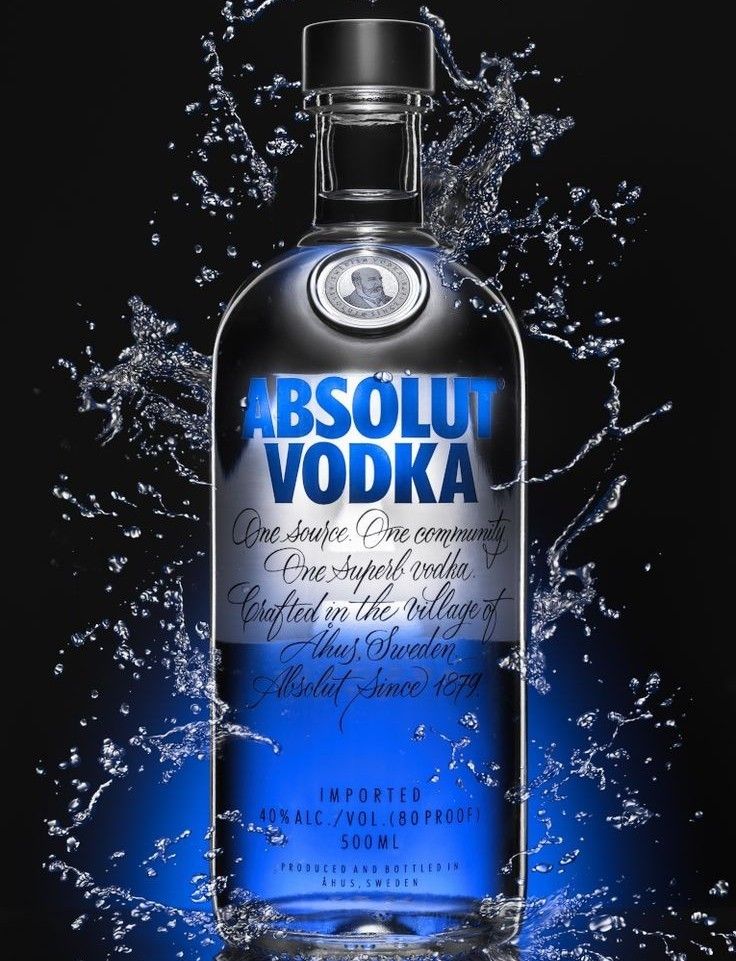 ABSOLUT®
VODKA
One source. One community
One superb vodka.
Crafted in the village of
Åhus, Sweden
Absolut Since 1879.
IMPORTED
40% ALC./VOL. (80 PROOF)
500ML
PRODUCED AND BOTTLED IN
ÅHUS, SWEDEN